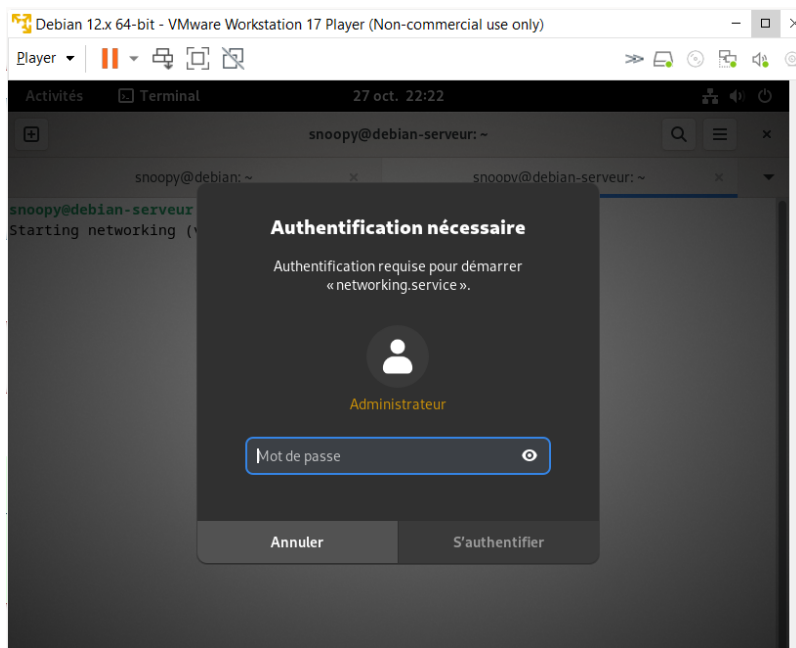 Debian 12.x 64-bit - VMware Workstation 17 Player (Non-commercial use only)
Player
Activités Terminal 27 oct. 22:22
snoopy@debian-serveur: ~
snoopy@debian: ~ snoopy@debian-serveur: ~
snoopy@debian-serveur
Starting networking (
Authentification nécessaire
Authentification requise pour démarrer
« networking.service ».
Administrateur
Mot de passe
Annuler S'authentifier